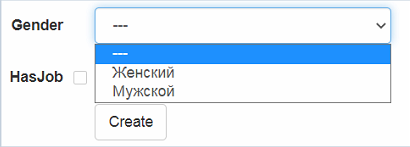 Gender
---
---
Женский
HasJob
Мужской
Create